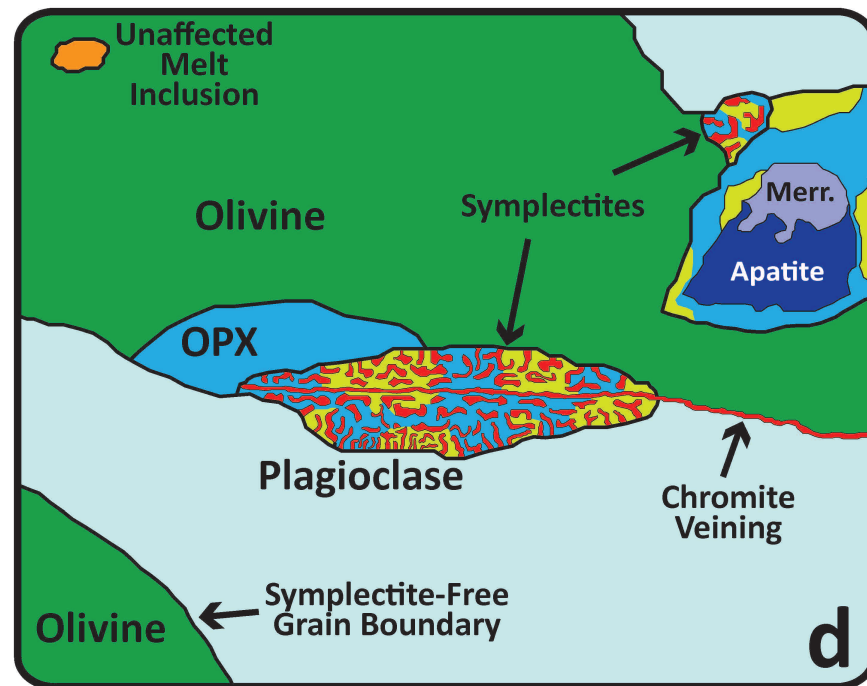 Unaffected
Melt
Inclusion
Olivine
Symplectites
Merr.
Apatite
OPX
Plagioclase
Chromite
Veining
Symplectite-Free
Grain Boundary
Olivine
d